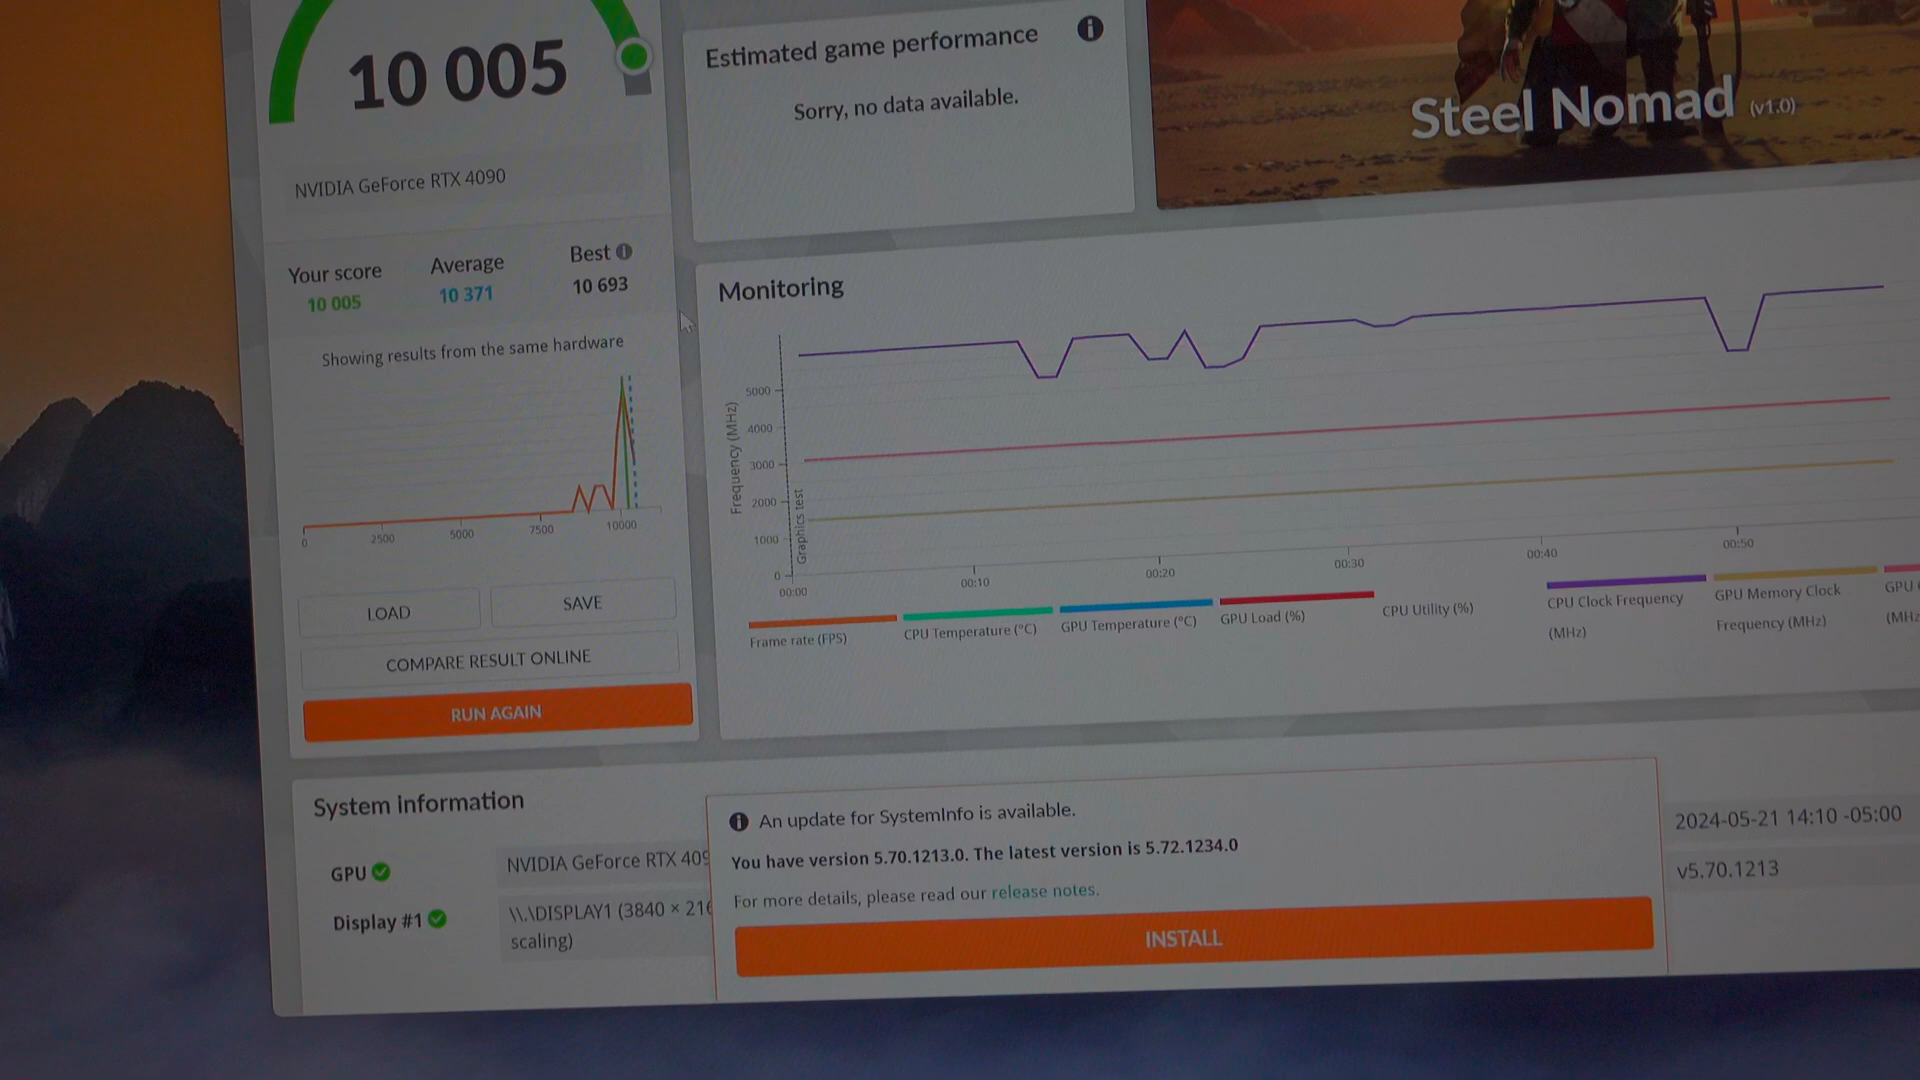 10 005
NVIDIA GeForce RTX 4090
Your score
Average
Best
10 005
10 371
10 693
Showing results from the same hardware
0
2500
5000
7500
10000
LOAD
SAVE
COMPARE RESULT ONLINE
RUN AGAIN
Estimated game performance
Sorry, no data available.
Steel Nomad (v1.0)
Monitoring
Frequency (MHz)
5000
4000
3000
2000
1000
0
Graphics test
00:00
00:10
00:20
00:30
00:40
00:50
Frame rate (FPS)
CPU Temperature (°C)
GPU Temperature (°C)
GPU Load (%)
CPU Utility (%)
CPU Clock Frequency
(MHz)
GPU Memory Clock
Frequency (MHz)
GPU
(MHz
System information
GPU
NVIDIA GeForce RTX 409
Display #1
\\.\DISPLAY1 (3840 × 216
scaling)
An update for SystemInfo is available.
You have version 5.70.1213.0. The latest version is 5.72.1234.0
For more details, please read our release notes.
INSTALL
2024-05-21 14:10 -05:00
v5.70.1213